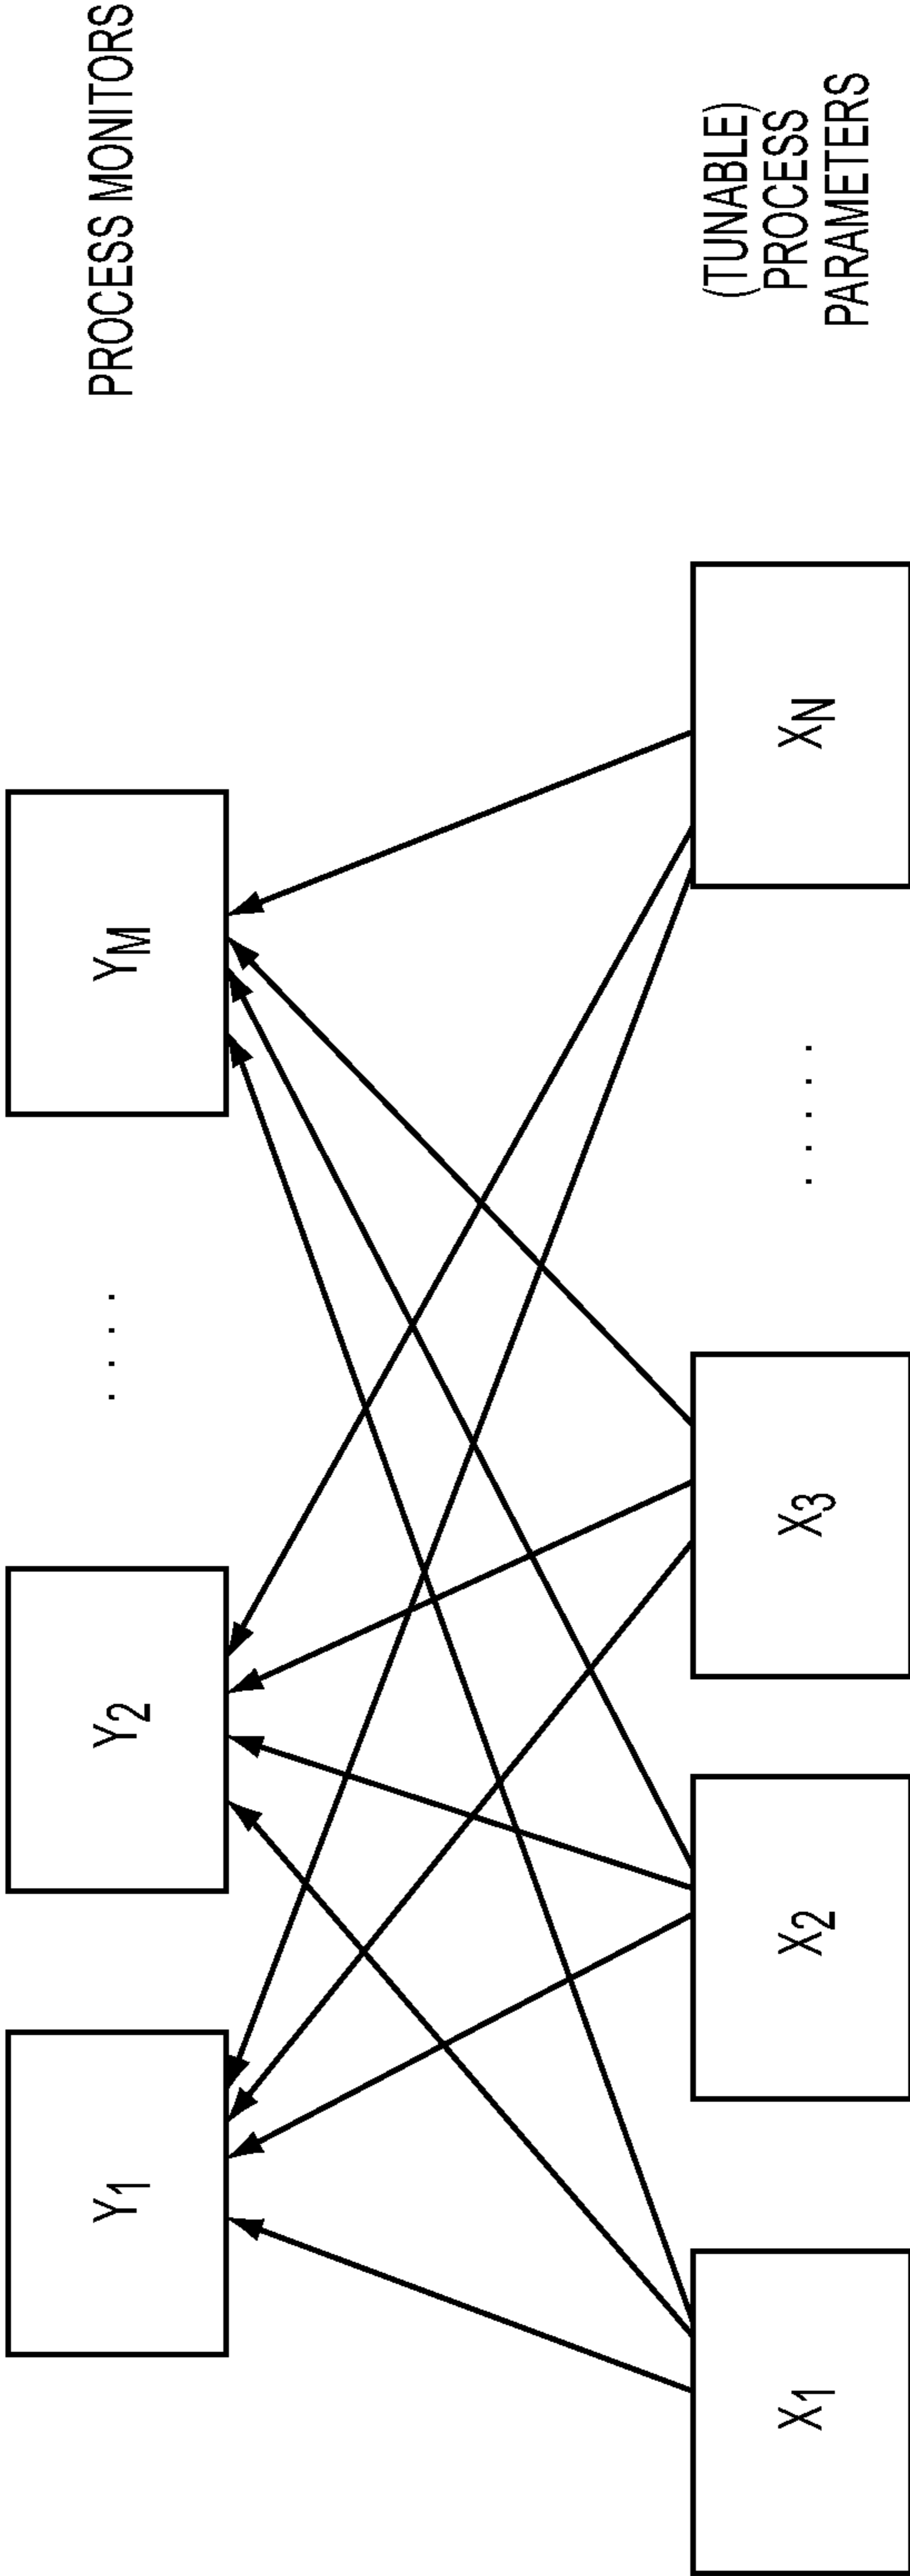 Y1 Y2 . . . . YM PROCESS MONITORS
X1 X2 X3 . . . . . XN (TUNABLE)
PROCESS
PARAMETERS